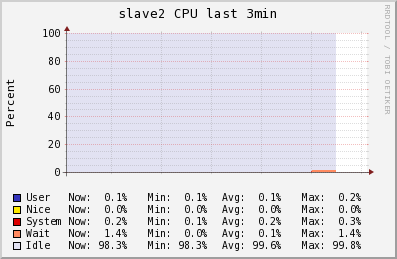 slave2 CPU last 3min
RRDTOOL / TOBI OETIKER
Percent
100
80
60
40
20
0
User Now: 0.1% Min: 0.1% Avg: 0.1% Max: 0.2%
Nice Now: 0.0% Min: 0.0% Avg: 0.0% Max: 0.0%
System Now: 0.2% Min: 0.1% Avg: 0.2% Max: 0.3%
Wait Now: 1.4% Min: 0.0% Avg: 0.1% Max: 1.4%
Idle Now: 98.3% Min: 98.3% Avg: 99.6% Max: 99.8%